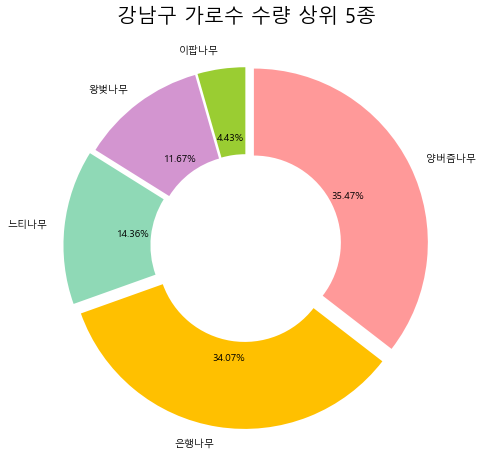 강남구 가로수 수량 상위 5종
이팝나무
왕벚나무
4.43%
11.67%
양버즘나무
35.47%
느티나무
14.36%
34.07%
은행나무